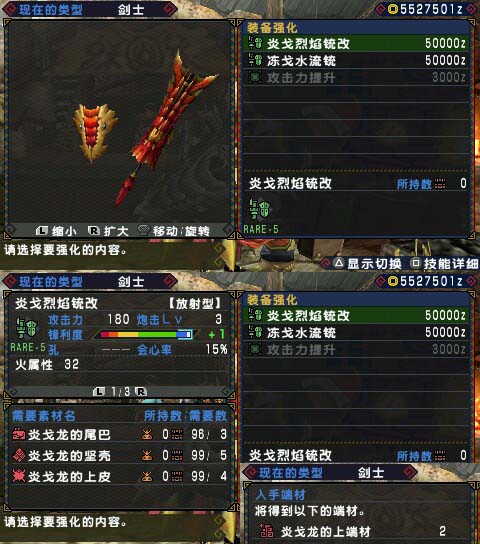 现在的类型 剑士
5527501z
装备强化
炎戈烈焰铳改 50000z
冻戈水流铳 50000z
攻击力提升 3000z
炎戈烈焰铳改 所持数 0
RARE-5
L 缩小 R 扩大 移动/旋转
请选择要强化的内容。
△显示切换 □技能详细
现在的类型 剑士
5527501z
炎戈烈焰铳改 【放射型】
攻击力 180 炮击Lv 3
锋利度 +1
RARE-5 孔 --- 会心率 15%
火属性 32
L 1/3 R
需要素材名 所持数 需要数
炎戈龙的尾巴 0 96/ 3
炎戈龙的坚壳 0 99/ 5
炎戈龙的上皮 0 99/ 4
请选择要强化的内容。
装备强化
炎戈烈焰铳改 50000z
冻戈水流铳 50000z
攻击力提升 3000z
炎戈烈焰铳改 所持数 0
现在的类型 剑士
入手端材
将得到以下的端材。
炎戈龙的上端材 2